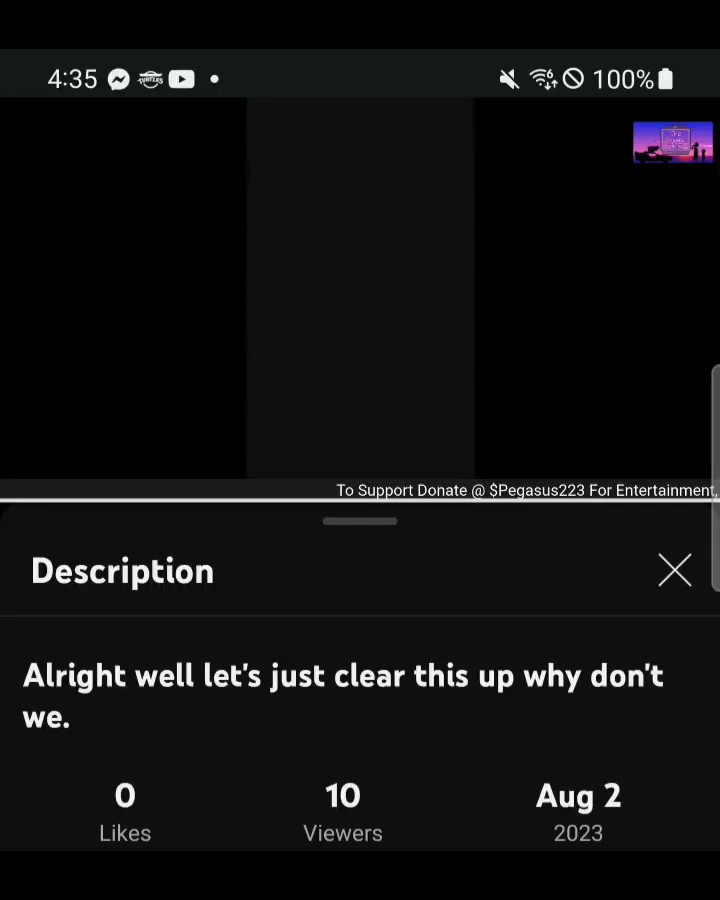 4:35 100%
To Support Donate @ $Pegasus223 For Entertainment,
Description
Alright well let's just clear this up why don't
we.
0 10 Aug 2
Likes Viewers 2023